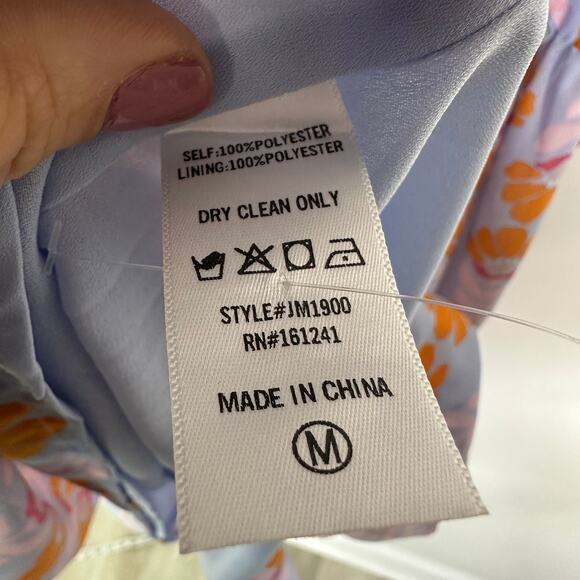 SELF:100%POLYESTER
LINING:100%POLYESTER
DRY CLEAN ONLY
STYLE#JM1900
RN#161241
MADE IN CHINA
M